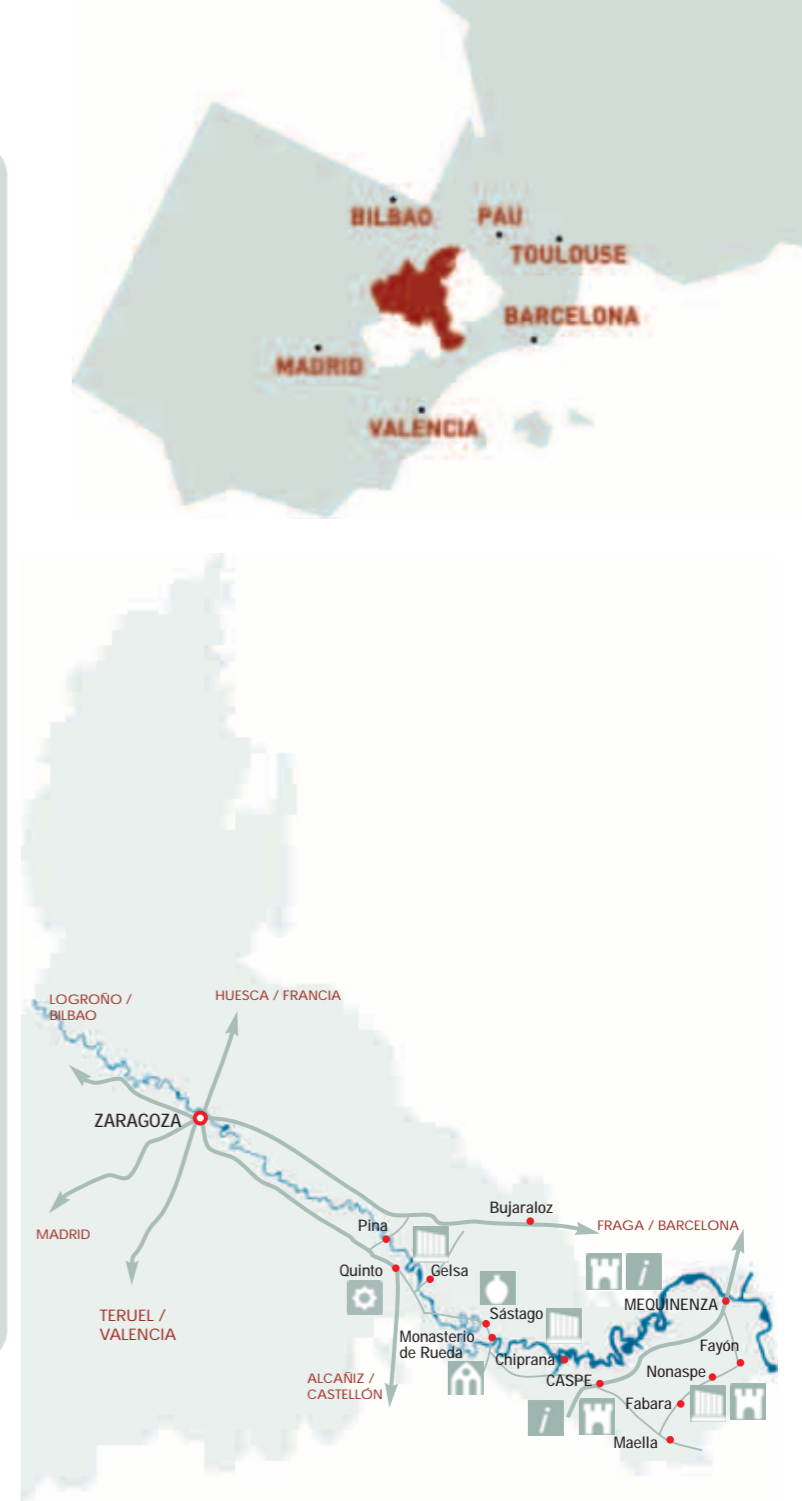 BILBAO
PAU
TOULOUSE
BARCELONA
MADRID
VALENCIA
LOGROÑO /
BILBAO
HUESCA / FRANCIA
ZARAGOZA
MADRID
TERUEL /
VALENCIA
Bujaraloz
FRAGA / BARCELONA
Pina
Quinto
Gelsa
i
MEQUINENZA
Sástago
Monasterio
de Rueda
Chiprana
Fayón
ALCAÑIZ /
CASTELLÓN
CASPE
Nonaspe
Fabara
i
Maella